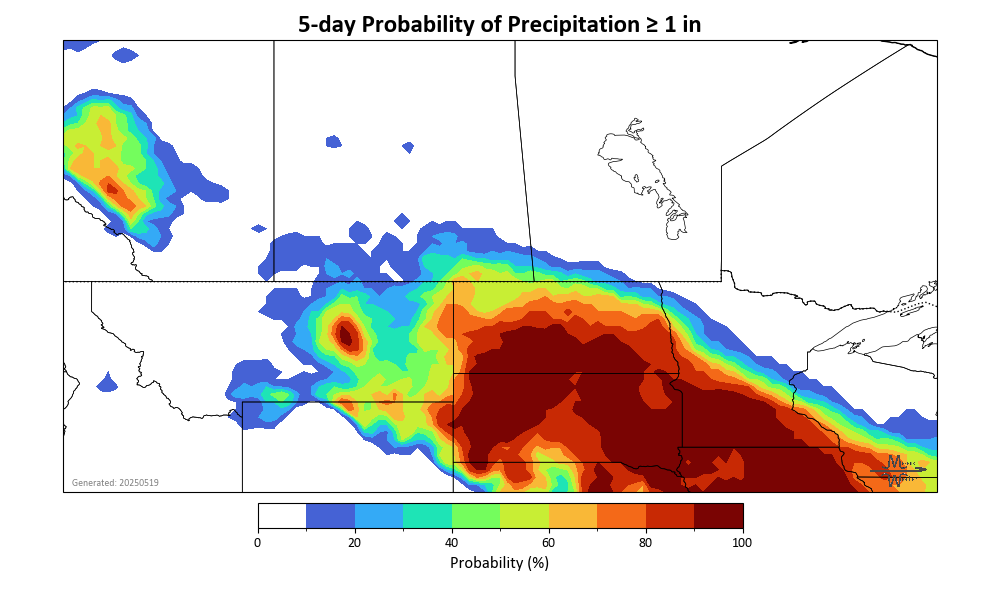 5-day Probability of Precipitation ≥ 1 in
Generated: 20250519
0 20 40 60 80 100
Probability (%)